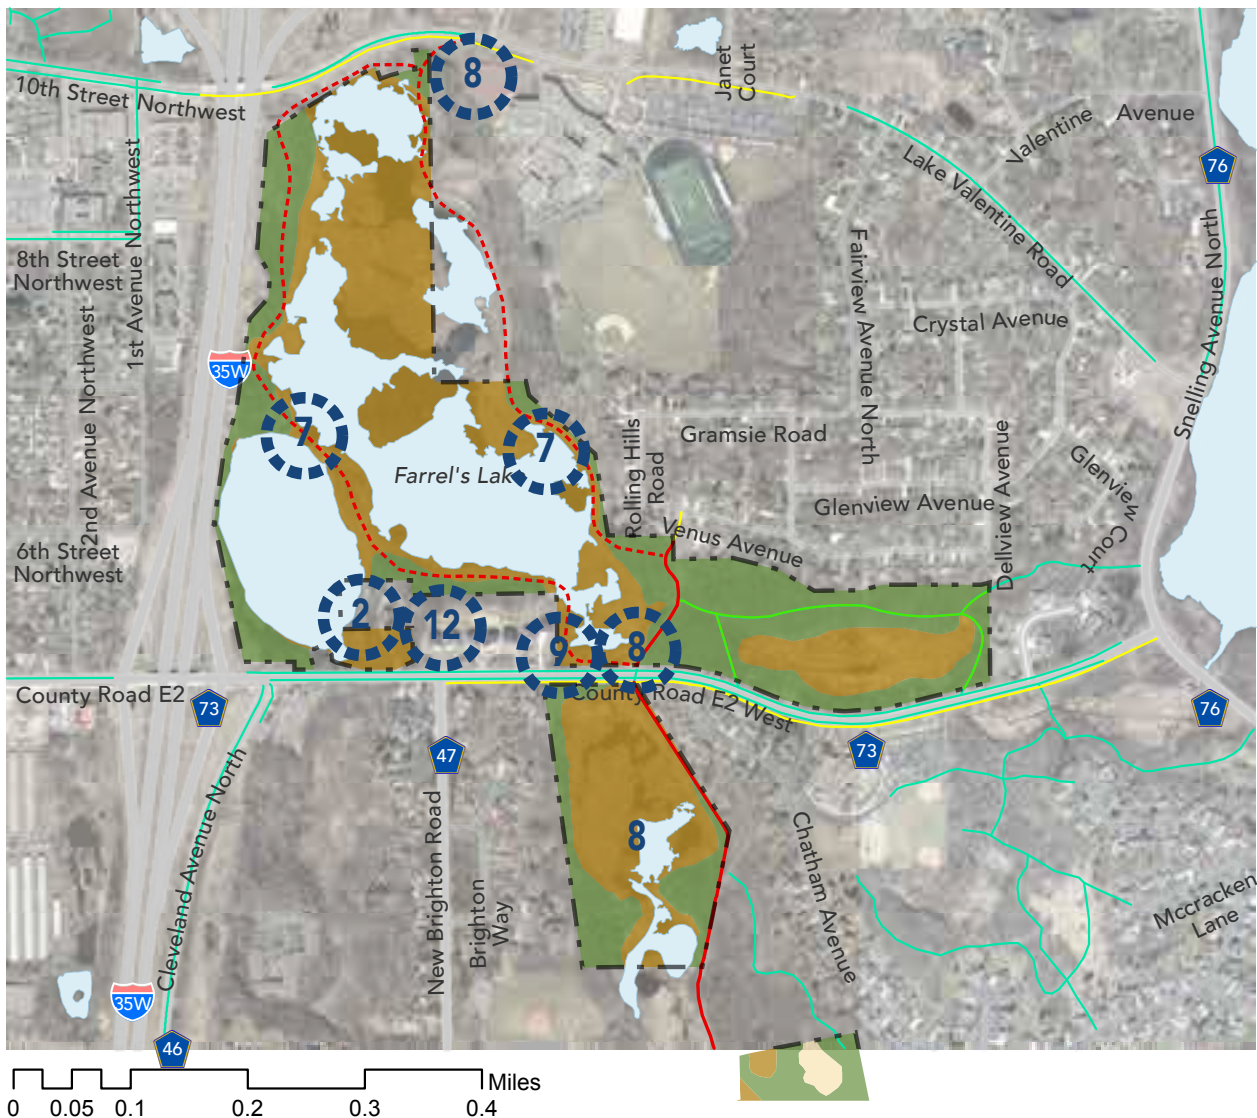 8
Janet
Court
10th Street Northwest
Valentine Avenue
76
Lake Valentine Road
1st Avenue Northwest
8th Street
Northwest
Snelling Avenue North
Fairview Avenue North
Crystal Avenue
2nd Avenue Northwest
35W
7
7
Farrel's Lak
Rolling Hills
Road
Gramsie Road
Glenview Court
Glenview Avenue
Dellview Avenue
Venus Avenue
6th Street
Northwest
2
12
9
8
County Road E2
County Road E2 West
73
76
73
47
Cleveland Avenue North
New Brighton Road
Brighton
Way
8
Chatham Avenue
Mccracken
Lane
35W
46
Miles
0 0.05 0.1 0.2 0.3 0.4